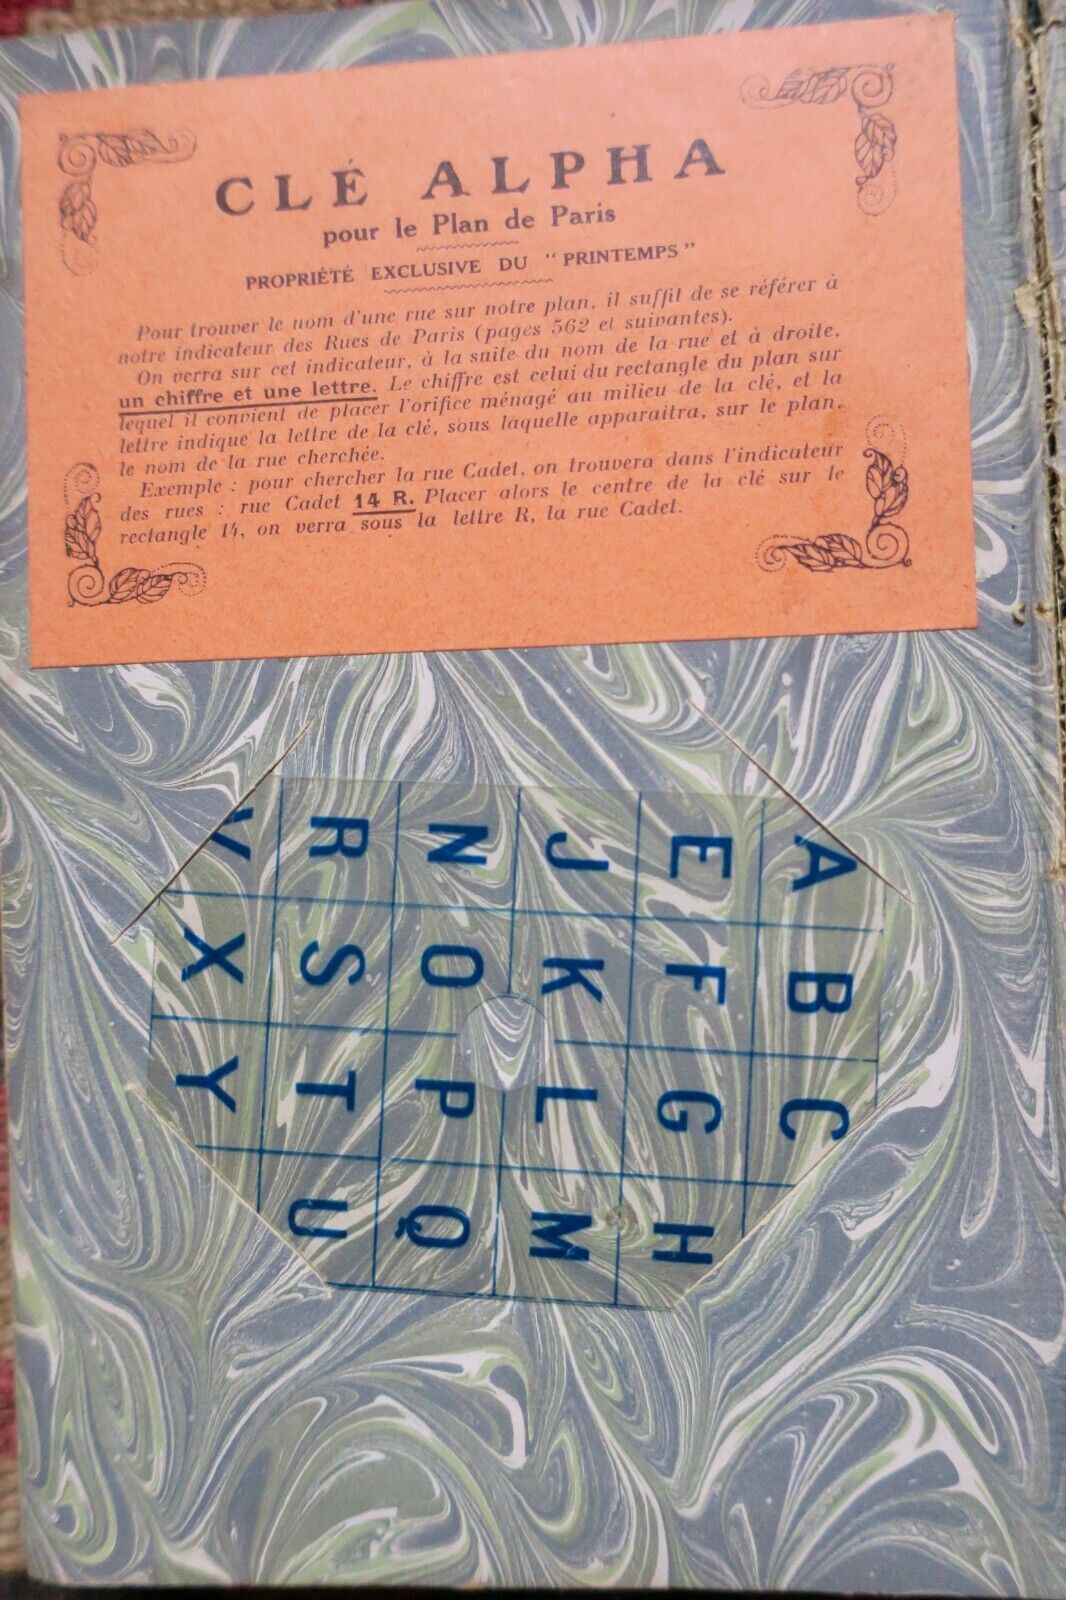 CLÉ ALPHA
pour le Plan de Paris
PROPRIÉTÉ EXCLUSIVE DU "PRINTEMPS"
Pour trouver le nom d'une rue sur notre plan, il suffit de se référer à
notre indicateur des Rues de Paris (pages 562 et suivantes).
On verra sur cet indicateur, à la suite du nom de la rue et à droite,
un chiffre et une lettre. Le chiffre est celui du rectangle du plan sur
lequel il convient de placer l'orifice ménagé au milieu de la clé, et la
lettre indique la lettre de la clé, sous laquelle apparaitra, sur le plan,
le nom de la rue cherchée.
Exemple : pour chercher la rue Cadet, on trouvera dans l'indicateur
des rues : rue Cadet 14 R. Placer alors le centre de la clé sur le
rectangle 14, on verra sous la lettre R, la rue Cadet.
A B C
E F G H
J K L M
N O P Q
R S T U
V X Y